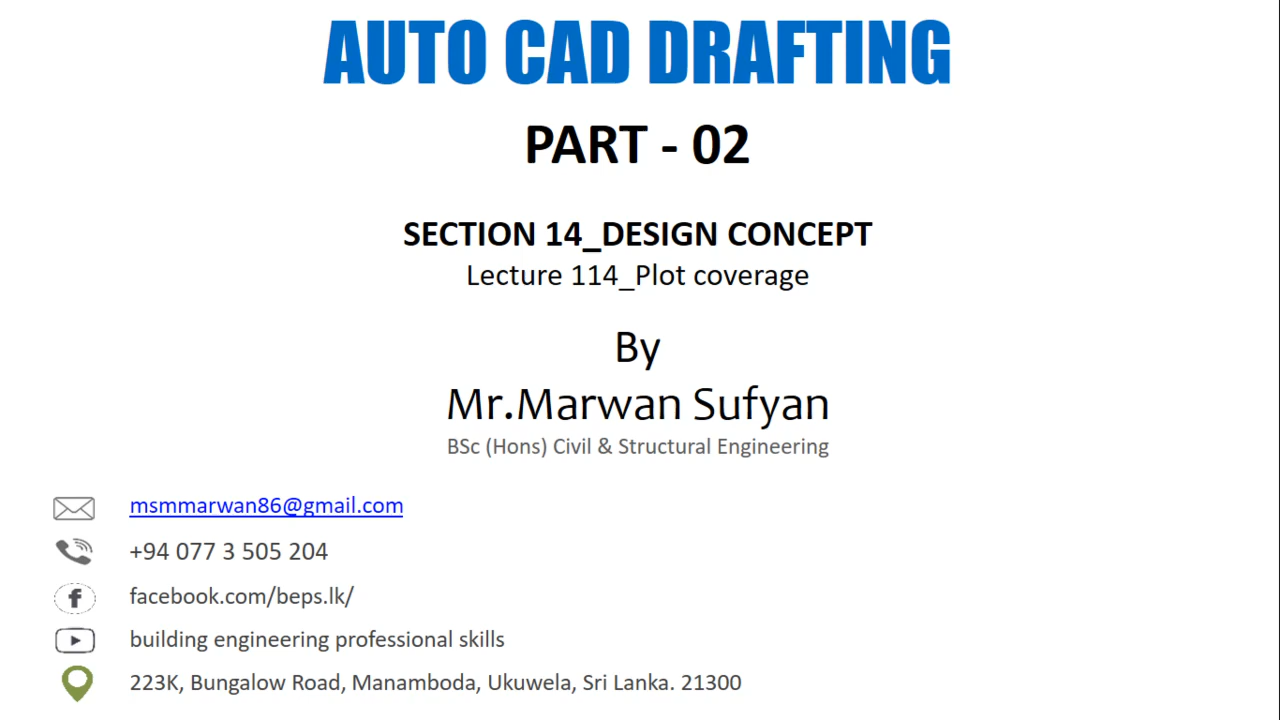 AUTO CAD DRAFTING
PART - 02
SECTION 14_DESIGN CONCEPT
Lecture 114_Plot coverage
By
Mr.Marwan Sufyan
BSc (Hons) Civil & Structural Engineering
msmmarwan86@gmail.com
+94 077 3 505 204
facebook.com/beps.lk/
building engineering professional skills
223K, Bungalow Road, Manamboda, Ukuwela, Sri Lanka. 21300